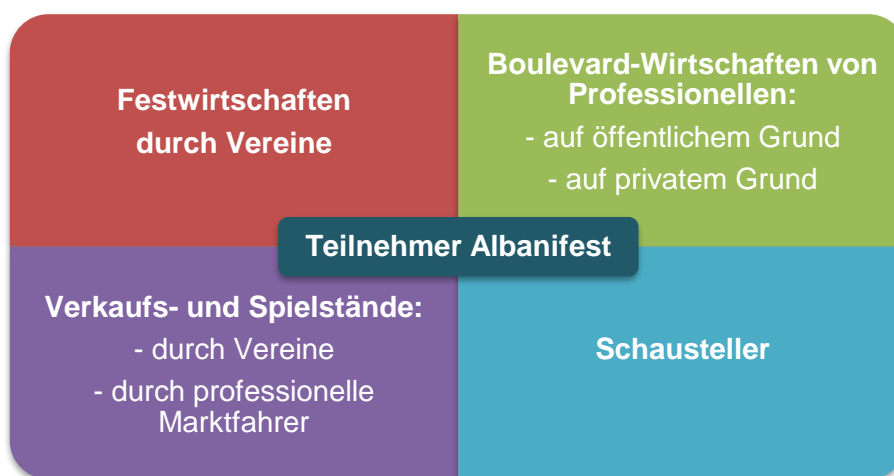 Festwirtschaften
durch Vereine
Boulevard-Wirtschaften von
Professionellen:
- auf öffentlichem Grund
- auf privatem Grund
Teilnehmer Albanifest
Verkaufs- und Spielstände:
- durch Vereine
- durch professionelle
Marktfahrer
Schausteller